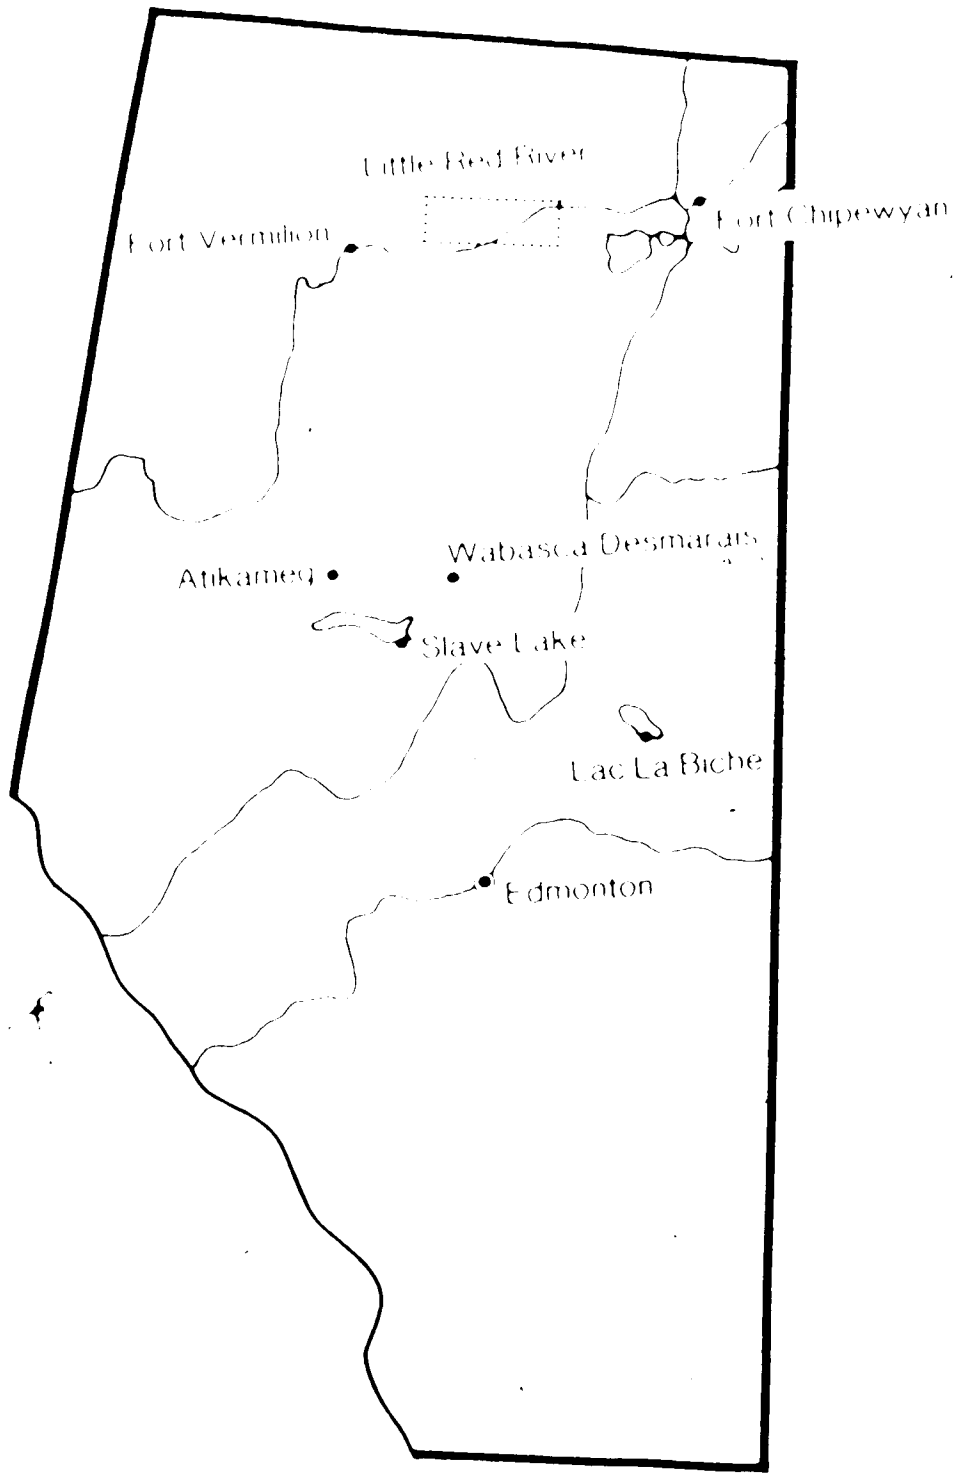 Little Red River
Fort Chipewyan
Fort Vermilion
Wabasca Desmarais
Atikameg
Slave Lake
Lac La Biche
Edmonton